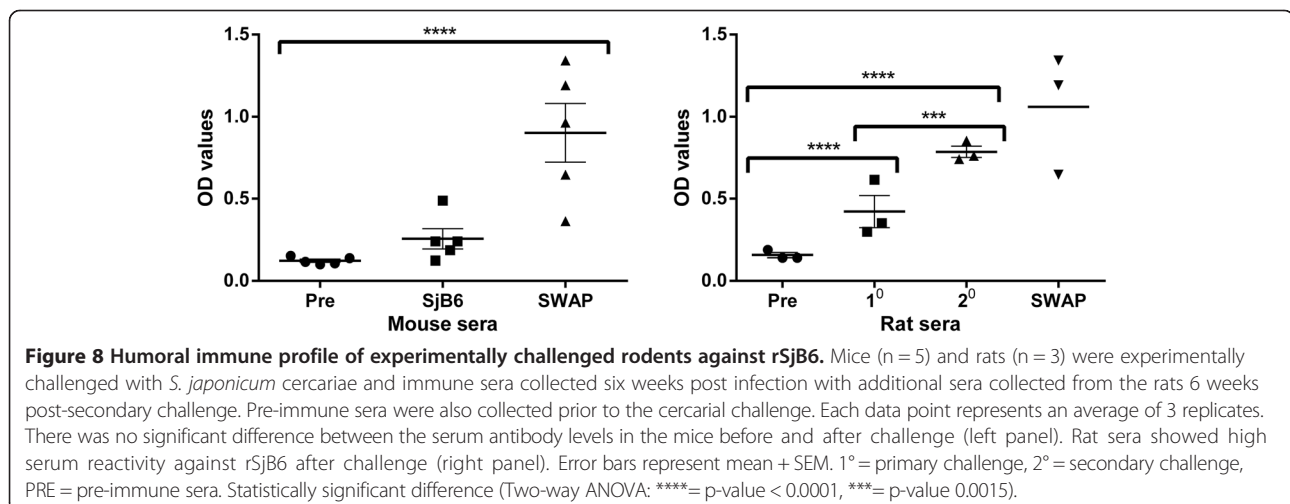 1.5
1.0
0.5
0.0
OD values
****
Pre
SjB6
SWAP
Mouse sera
1.5
1.0
0.5
0.0
OD values
****
***
****
Pre
1⁰
2⁰
SWAP
Rat sera
Figure 8 Humoral immune profile of experimentally challenged rodents against rSjB6. Mice (n = 5) and rats (n = 3) were experimentally
challenged with S. japonicum cercariae and immune sera collected six weeks post infection with additional sera collected from the rats 6 weeks
post-secondary challenge. Pre-immune sera were also collected prior to the cercarial challenge. Each data point represents an average of 3 replicates.
There was no significant difference between the serum antibody levels in the mice before and after challenge (left panel). Rat sera showed high
serum reactivity against rSjB6 after challenge (right panel). Error bars represent mean + SEM. 1° = primary challenge, 2° = secondary challenge,
PRE = pre-immune sera. Statistically significant difference (Two-way ANOVA: ****= p-value < 0.0001, ***= p-value 0.0015).